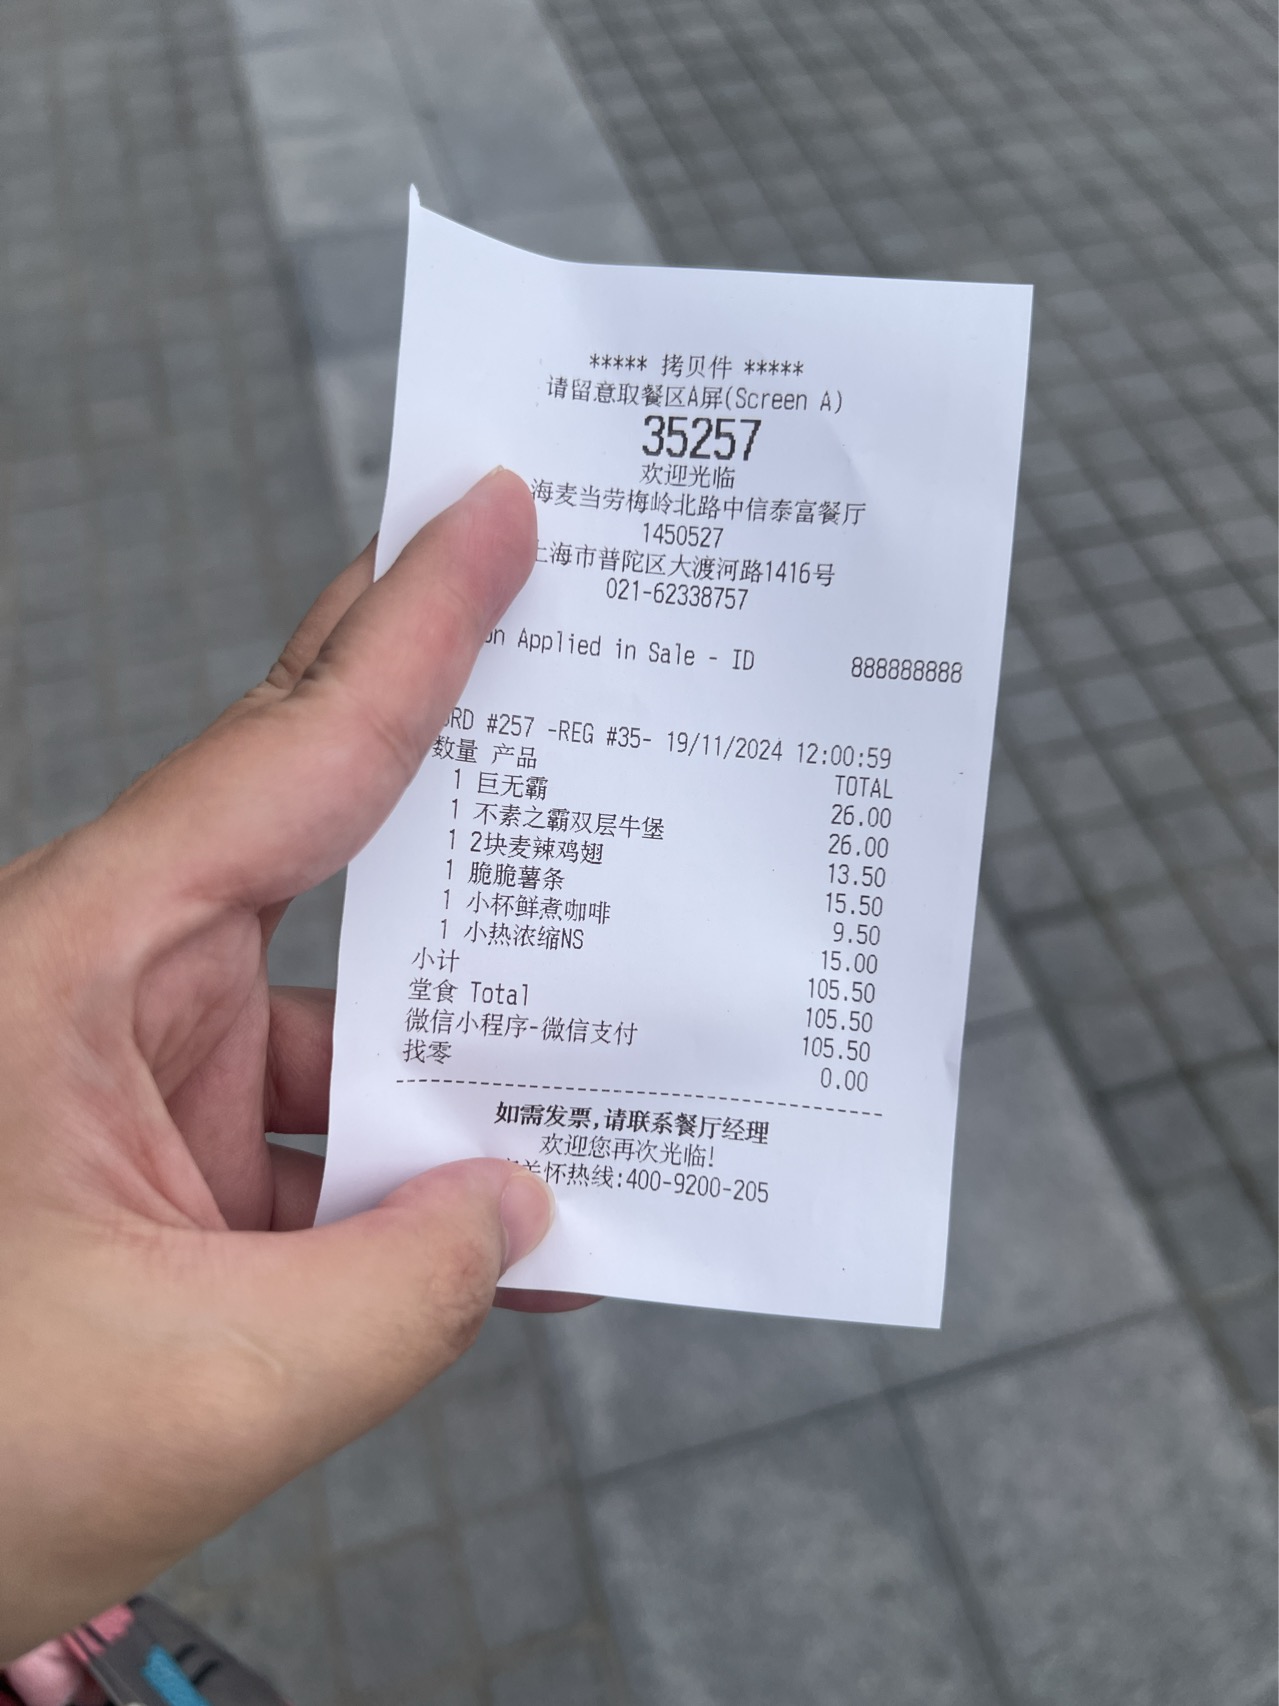 ***** 拷贝件 *****
请留意取餐区A屏(Screen A)
35257
欢迎光临
海麦当劳梅岭北路中信泰富餐厅
1450527
上海市普陀区大渡河路1416号
021-62338757
Applied in Sale - ID 888888888
ORD #257 -REG #35- 19/11/2024 12:00:59
数量 产品 TOTAL
1 巨无霸 26.00
1 不素之霸双层牛堡 26.00
1 2块麦辣鸡翅 13.50
1 脆脆薯条 15.50
1 小杯鲜煮咖啡 9.50
1 小热浓缩NS 15.00
小计 105.50
堂食 Total 105.50
微信小程序-微信支付 105.50
找零 0.00
如需发票,请联系餐厅经理
欢迎您再次光临!
关怀热线:400-9200-205